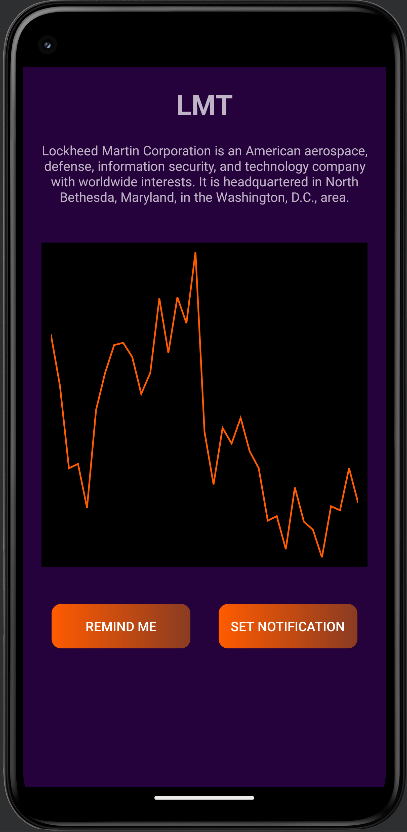 LMT
Lockheed Martin Corporation is an American aerospace,
defense, information security, and technology company
with worldwide interests. It is headquartered in North
Bethesda, Maryland, in the Washington, D.C., area.
REMIND ME
SET NOTIFICATION